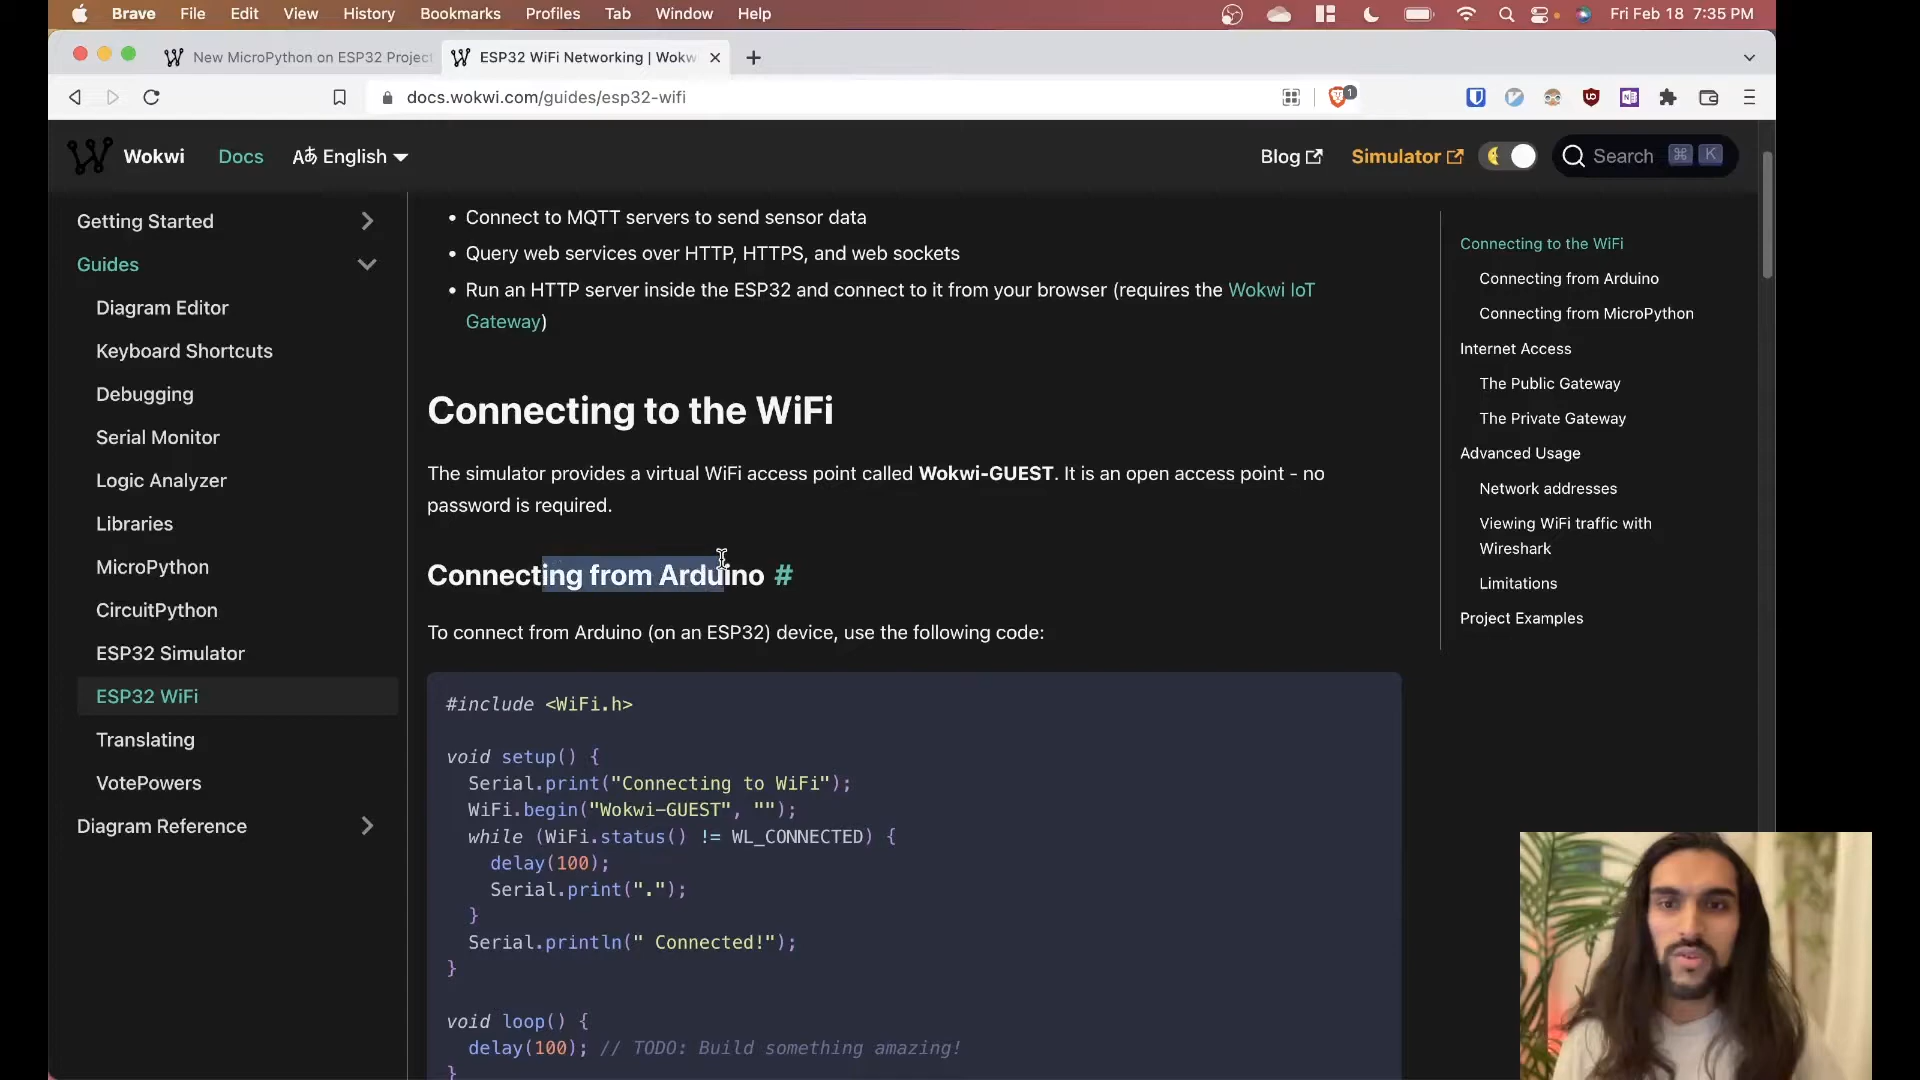 Brave File Edit View History Bookmarks Profiles Tab Window Help Fri Feb 18 7:35 PM
New MicroPython on ESP32 Project
ESP32 WiFi Networking | Wokw
docs.wokwi.com/guides/esp32-wifi
1
Wokwi Docs English Blog Simulator Search ⌘ K
Getting Started
Guides
Diagram Editor
Keyboard Shortcuts
Debugging
Serial Monitor
Logic Analyzer
Libraries
MicroPython
CircuitPython
ESP32 Simulator
ESP32 WiFi
Translating
VotePowers
Diagram Reference
• Connect to MQTT servers to send sensor data
• Query web services over HTTP, HTTPS, and web sockets
• Run an HTTP server inside the ESP32 and connect to it from your browser (requires the Wokwi IoT
Gateway)
Connecting to the WiFi
The simulator provides a virtual WiFi access point called Wokwi-GUEST. It is an open access point - no
password is required.
Connecting from Arduino #
To connect from Arduino (on an ESP32) device, use the following code:
#include <WiFi.h>
void setup() {
Serial.print("Connecting to WiFi");
WiFi.begin("Wokwi-GUEST", "");
while (WiFi.status() != WL_CONNECTED) {
delay(100);
Serial.print(".");
}
Serial.println(" Connected!");
}
void loop() {
delay(100); // TODO: Build something amazing!
}
Connecting to the WiFi
Connecting from Arduino
Connecting from MicroPython
Internet Access
The Public Gateway
The Private Gateway
Advanced Usage
Network addresses
Viewing WiFi traffic with
Wireshark
Limitations
Project Examples